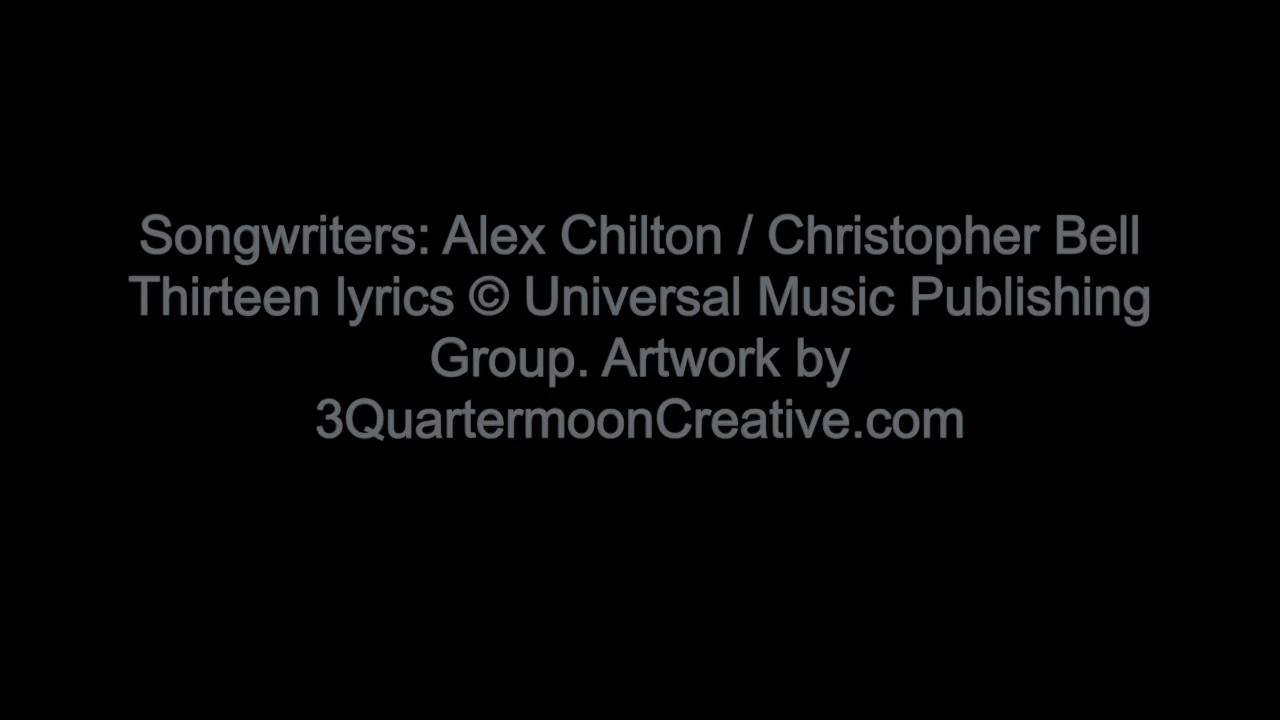 Songwriters: Alex Chilton / Christopher Bell
Thirteen lyrics © Universal Music Publishing
Group. Artwork by
3QuartermoonCreative.com